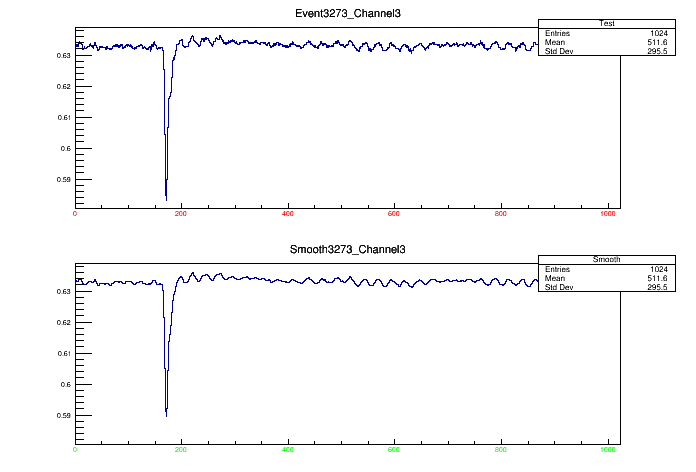 Event3273_Channel3
Test
Entries 1024
Mean 511.6
Std Dev 295.5
0.63
0.62
0.61
0.6
0.59
0 200 400 600 800 1000
Smooth3273_Channel3
Smooth
Entries 1024
Mean 511.6
Std Dev 295.5
0.63
0.62
0.61
0.6
0.59
0 200 400 600 800 1000